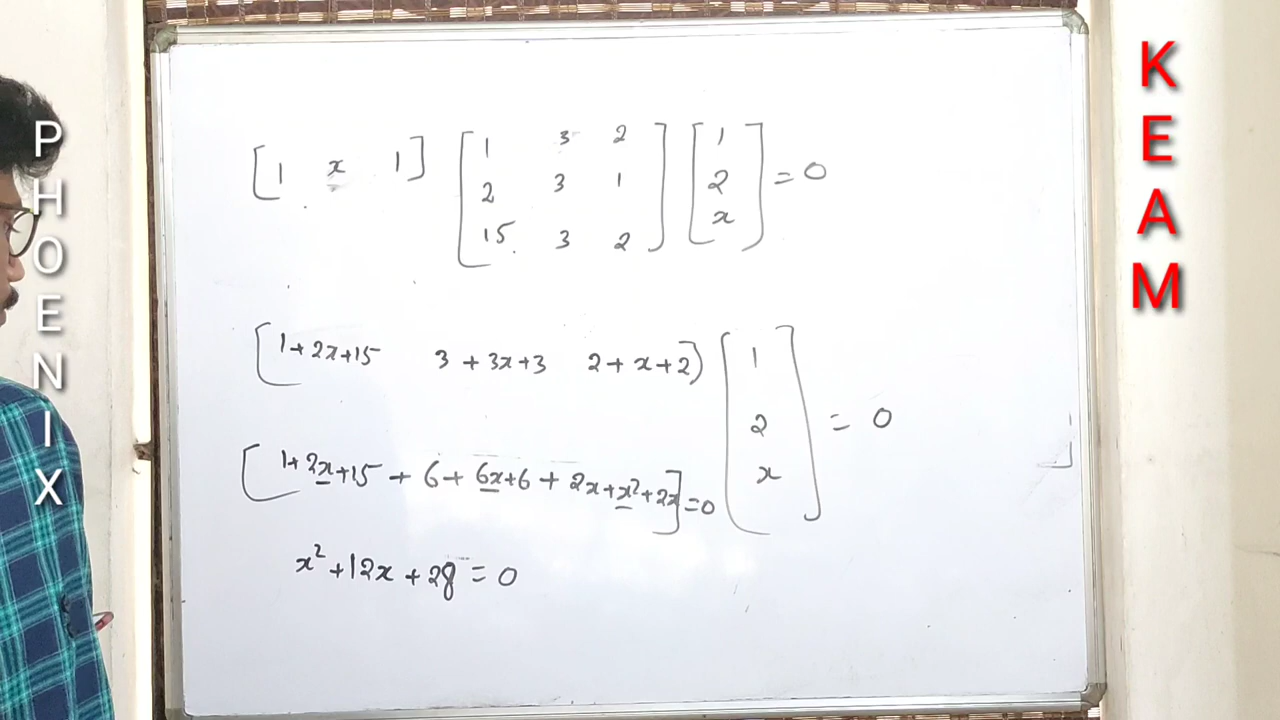 PHOENIX
KEAM
[1 x 1] [1 3 2
2 3 1
15 3 2] [1
2
x] = 0
[1+2x+15 3+3x+3 2+x+2) [1
2
x] = 0
[1+2x+15 + 6+6x+6 + 2x+x²+2x] = 0
x²+12x+28 = 0